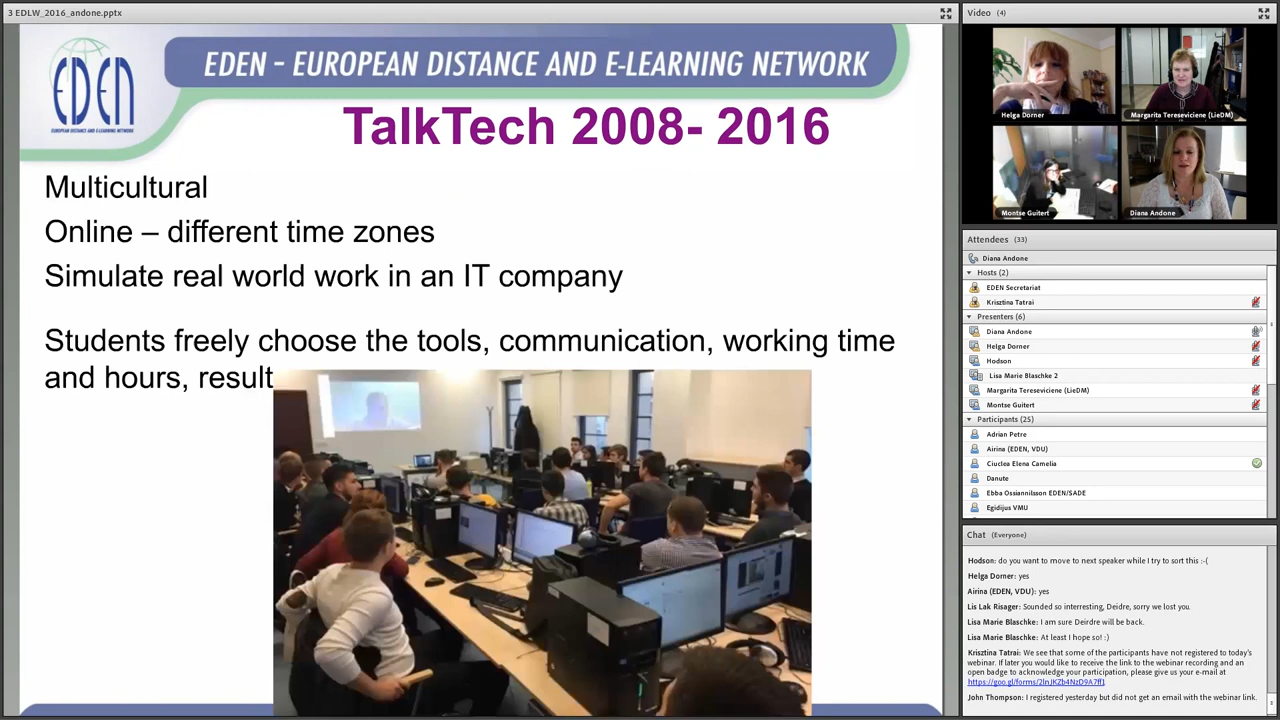 3 EDLW_2016_andone.pptx
EDEN
EUROPEAN DISTANCE AND E-LEARNING NETWORK
EDEN – EUROPEAN DISTANCE AND E-LEARNING NETWORK
TalkTech 2008- 2016
Multicultural
Online – different time zones
Simulate real world work in an IT company
Students freely choose the tools, communication, working time
and hours, result
Video (4)
Helga Dorner
Margarita Tereseviciene (LieDM)
Montse Guitert
Diana Andone
Attendees (33)
Diana Andone
Hosts (2)
EDEN Secretariat
Krisztina Tatrai
Presenters (6)
Diana Andone
Helga Dorner
Hodson
Lisa Marie Blaschke 2
Margarita Tereseviciene (LieDM)
Montse Guitert
Participants (25)
Adrian Petre
Airina (EDEN, VDU)
Ciuclea Elena Camelia
Danute
Ebba Ossiannilsson EDEN/SADE
Egidijus VMU
Chat (Everyone)
Hodson: do you want to move to next speaker while I try to sort this :-(
Helga Dorner: yes
Airina (EDEN, VDU): yes
Lis Lak Risager: Sounded so interresting, Deidre, sorry we lost you.
Lisa Marie Blaschke: I am sure Deirdre will be back.
Lisa Marie Blaschke: At least I hope so! :)
Krisztina Tatrai: We see that some of the participants have not registered to today's
webinar. If later you would like to receive the link to the webinar recording and an
open badge to acknowledge your participation, please give us your e-mail at
John Thompson: I registered yesterday but did not get an email with the webinar link.